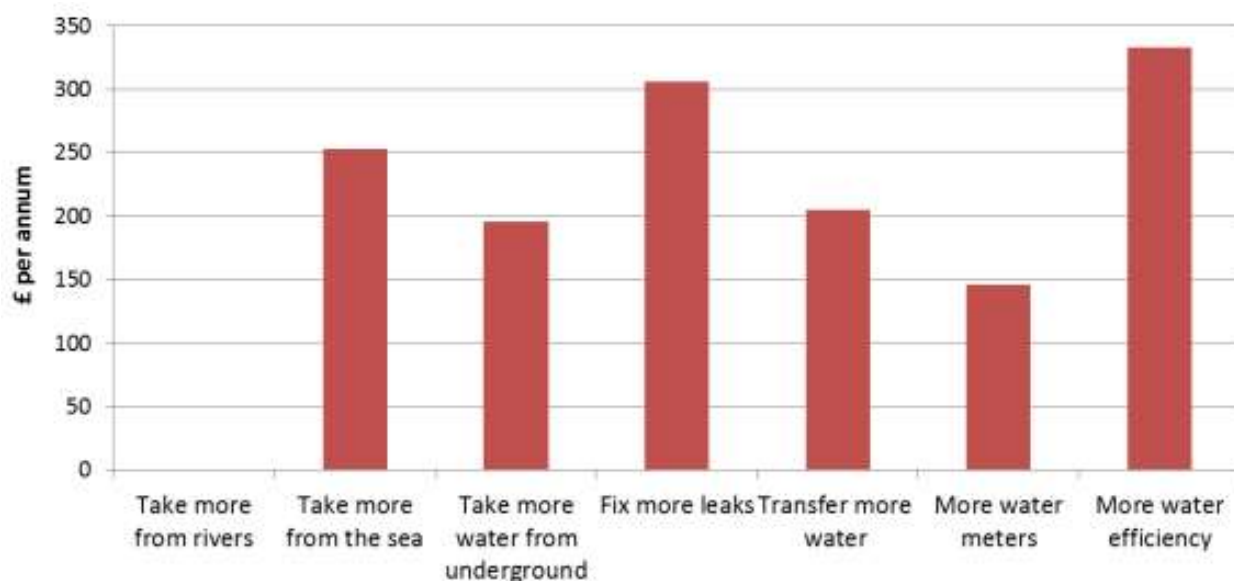 350
300
250
200
150
100
50
0
£ per annum
Take more
from rivers
Take more
from the sea
Take more
water from
underground
Fix more leaks
Transfer more
water
More water
meters
More water
efficiency